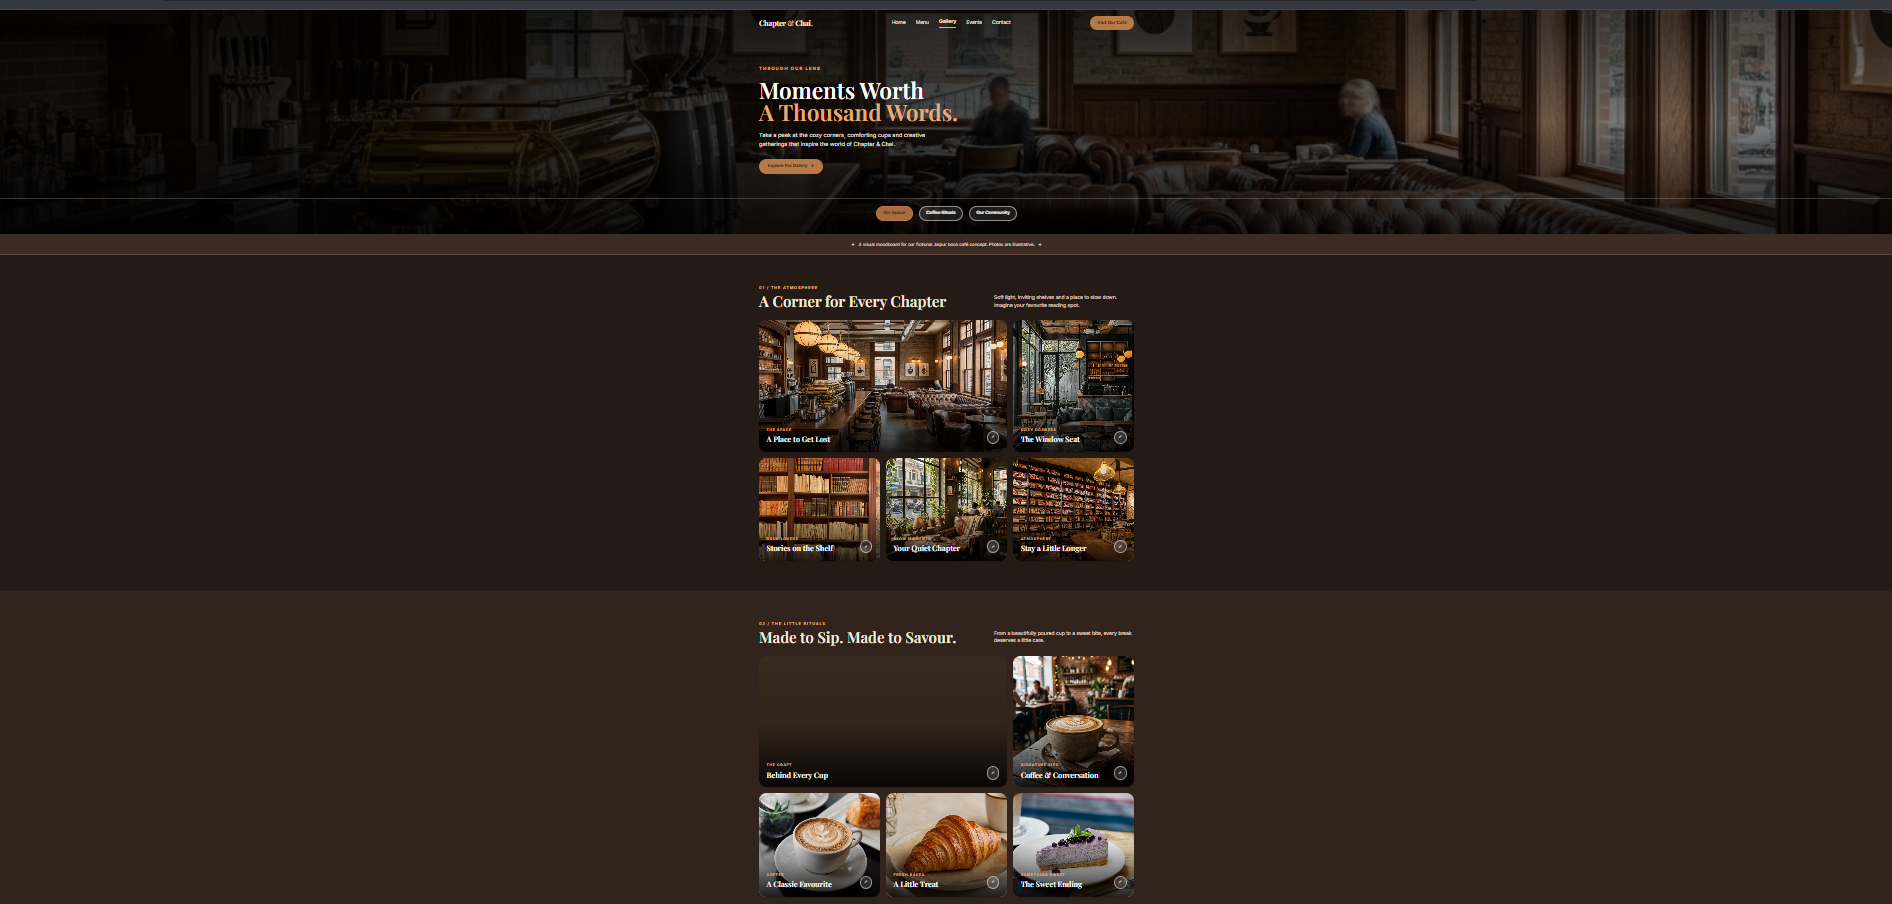 Chapter & Chai.
Home Menu Gallery Events Contact
Visit Our Café
THROUGH OUR LENS
Moments Worth
A Thousand Words.
Take a peek at the cozy corners, comforting cups and creative
gatherings that inspire the world of Chapter & Chai.
Explore the Gallery
Our Space Coffee Rituals Our Community
A visual moodboard for our fictional Jaipur book café concept. Photos are illustrative.
01 / THE ATMOSPHERE
A Corner for Every Chapter
Soft light, inviting shelves and a place to slow down.
Imagine your favourite reading spot.
THE SPACE
A Place to Get Lost
COZY CORNERS
The Window Seat
Stories on the Shelf
SLOW MOMENTS
Your Quiet Chapter
ATMOSPHERE
Stay a Little Longer
02 / THE LITTLE RITUALS
Made to Sip. Made to Savour.
From a beautifully poured cup to a sweet bite, every break
deserves a little care.
THE CRAFT
Behind Every Cup
SIGNATURE SIPS
Coffee & Conversation
COFFEE
A Classic Favourite
FRESH BAKES
A Little Treat
SOMETHING SWEET
The Sweet Ending